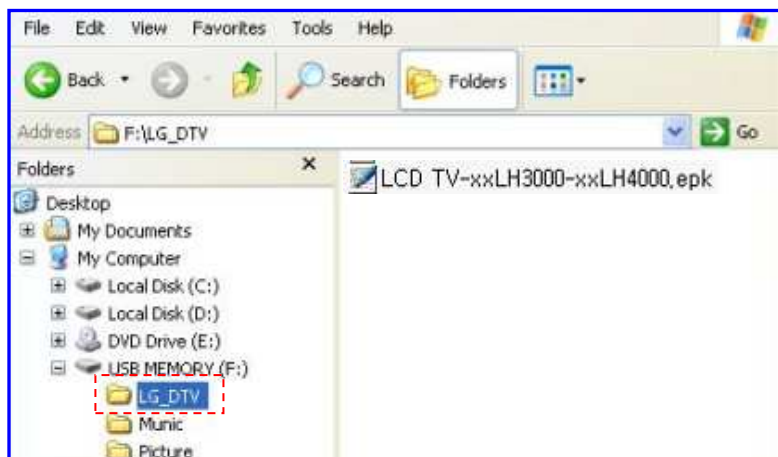 File Edit View Favorites Tools Help
Back Search Folders
Address F:\LG_DTV Go
Folders x
LCD TV-xxLH3000-xxLH4000.epk
Desktop
My Documents
My Computer
Local Disk (C:)
Local Disk (D:)
DVD Drive (E:)
USB MEMORY (F:)
LG_DTV
Munic
Picture